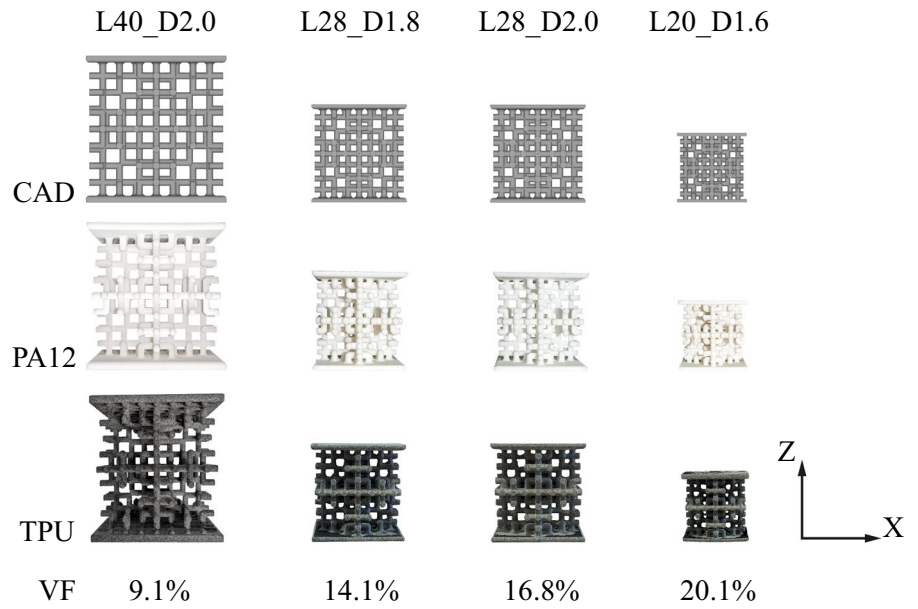 L40_D2.0 L28_D1.8 L28_D2.0 L20_D1.6
CAD
PA12
Z
TPU
X
VF 9.1% 14.1% 16.8% 20.1%